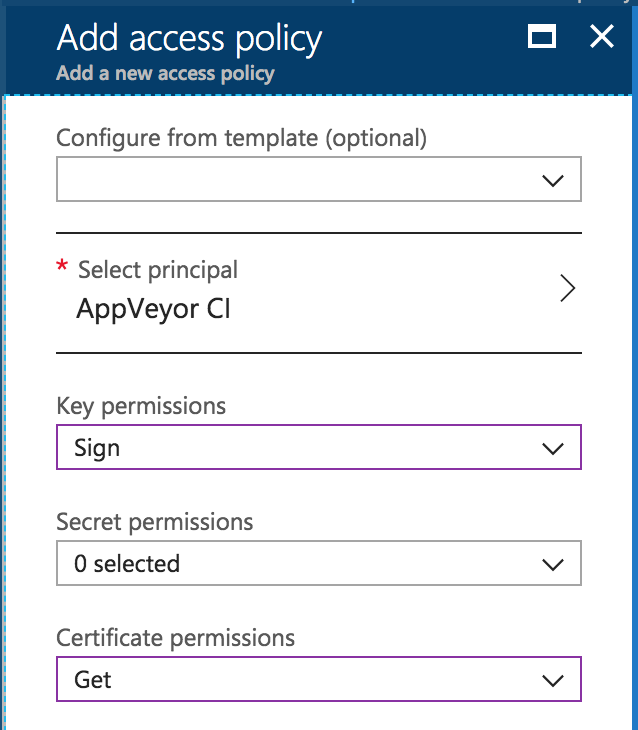 Add access policy
Add a new access policy
Configure from template (optional)
* Select principal
AppVeyor CI
Key permissions
Sign
Secret permissions
0 selected
Certificate permissions
Get